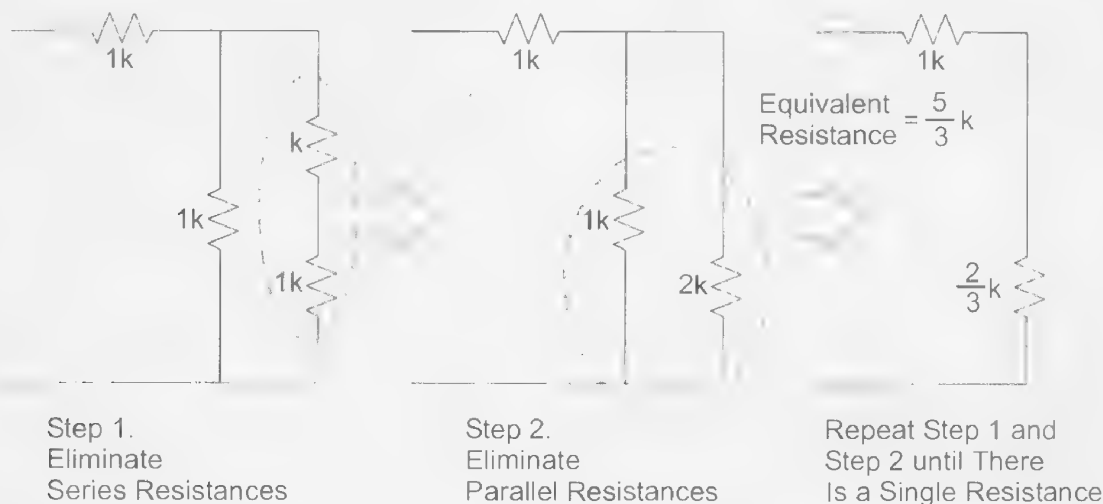 1k
1k
k
1k
1k
1k
2k
1k
Equivalent
Resistance = 5/3 k
2/3 k
Step 1.
Eliminate
Series Resistances
Step 2.
Eliminate
Parallel Resistances
Repeat Step 1 and
Step 2 until There
Is a Single Resistance